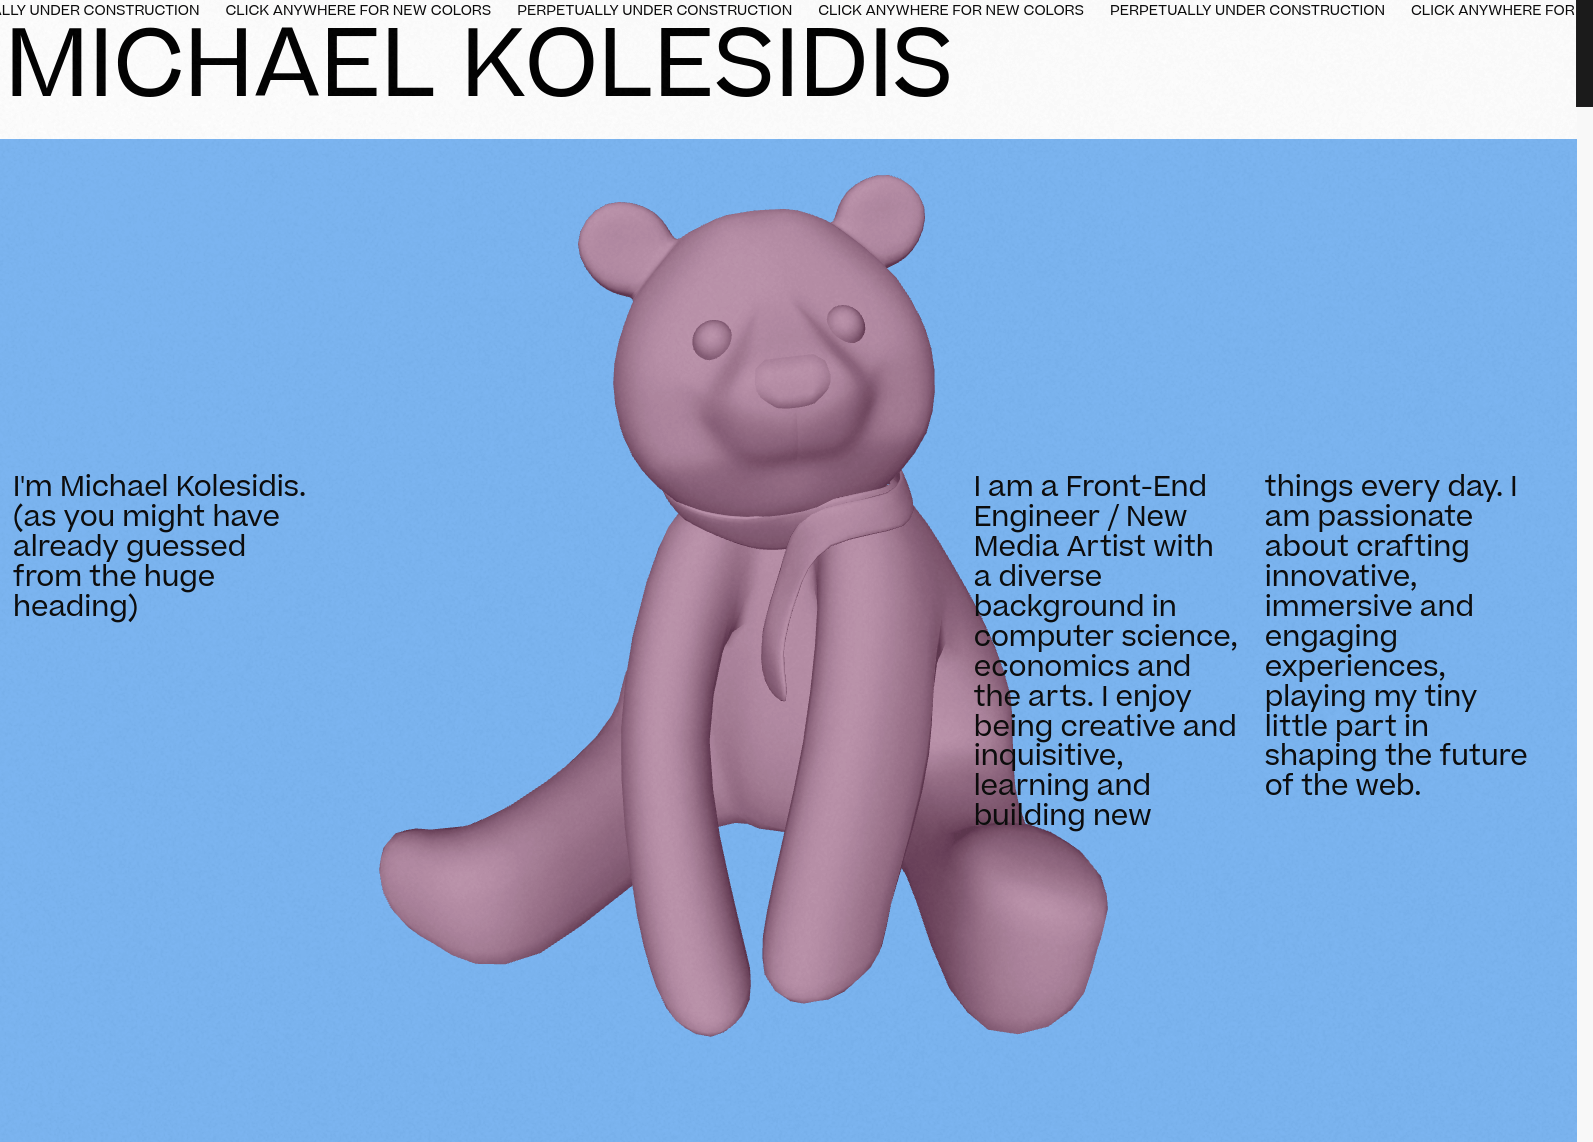 LLY UNDER CONSTRUCTION CLICK ANYWHERE FOR NEW COLORS PERPETUALLY UNDER CONSTRUCTION CLICK ANYWHERE FOR NEW COLORS PERPETUALLY UNDER CONSTRUCTION CLICK ANYWHERE FOR
MICHAEL KOLESIDIS
I'm Michael Kolesidis.
(as you might have
already guessed
from the huge
heading)
I am a Front-End
Engineer / New
Media Artist with
a diverse
background in
computer science,
economics and
the arts. I enjoy
being creative and
inquisitive,
learning and
building new
things every day. I
am passionate
about crafting
innovative,
immersive and
engaging
experiences,
playing my tiny
little part in
shaping the future
of the web.